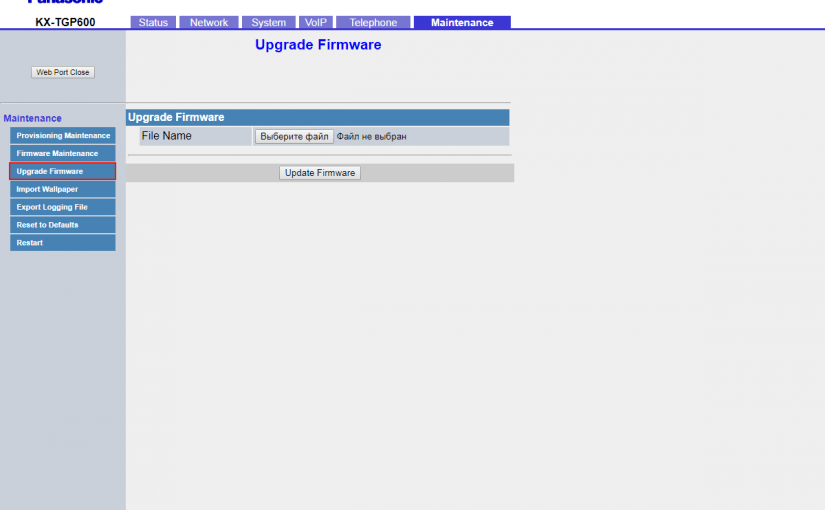 Panasonic
KX-TGP600
Status Network System VoIP Telephone Maintenance
Upgrade Firmware
Web Port Close
Maintenance
Provisioning Maintenance
Firmware Maintenance
Upgrade Firmware
Import Wallpaper
Export Logging File
Reset to Defaults
Restart
Upgrade Firmware
File Name Выберите файл Файл не выбран
Update Firmware